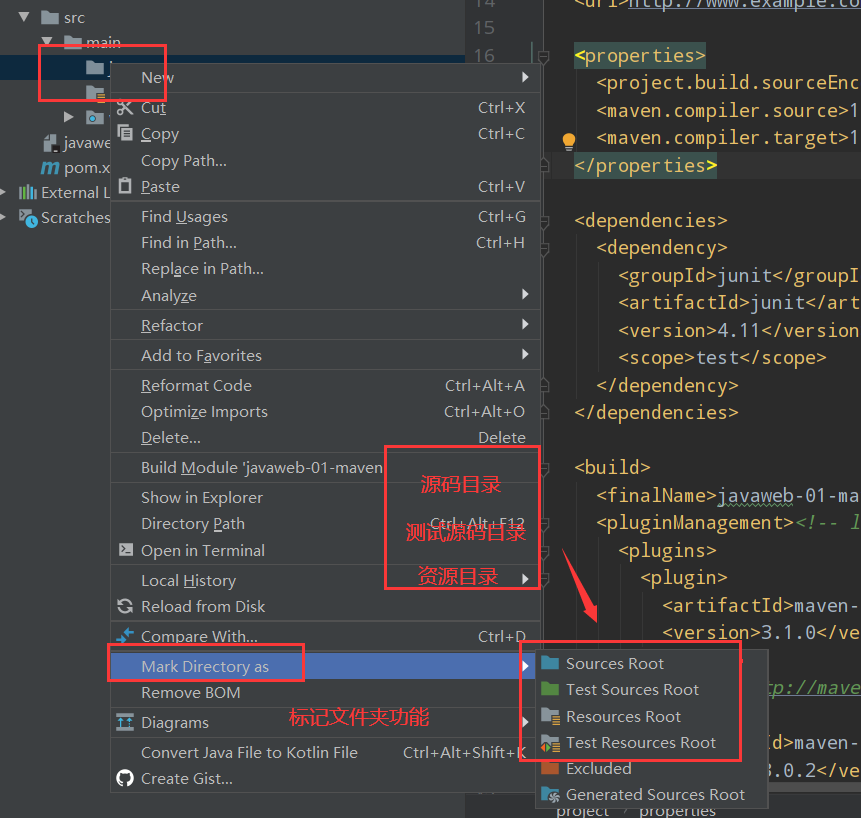 src
main
New
Cut Ctrl+X
Copy Ctrl+C
Copy Path...
Paste Ctrl+V
Find Usages Ctrl+G
Find in Path... Ctrl+H
Replace in Path...
Analyze
Refactor
Add to Favorites
Reformat Code Ctrl+Alt+A
Optimize Imports Ctrl+Alt+O
Delete... Delete
Build Module 'javaweb-01-maven
Show in Explorer
Directory Path Ctrl+Alt+F12
Open in Terminal
Local History
Reload from Disk
Compare With... Ctrl+D
Mark Directory as
Remove BOM
Diagrams
Convert Java File to Kotlin File Ctrl+Alt+Shift+K
Create Gist...
javawe
pom.x
External L
Scratches
源码目录
测试源码目录
资源目录
标记文件夹功能
Sources Root
Test Sources Root
Resources Root
Test Resources Root
Excluded
Generated Sources Root
14 <url>http://www.example.co
15
16 <properties>
<project.build.sourceEnc
<maven.compiler.source>1
<maven.compiler.target>1
</properties>
<dependencies>
<dependency>
<groupId>junit</groupI
<artifactId>junit</art
<version>4.11</version
<scope>test</scope>
</dependency>
</dependencies>
<build>
<finalName>javaweb-01-ma
<pluginManagement><!-- l
<plugins>
<plugin>
<artifactId>maven-
<version>3.1.0</ve
tp://mave
Id>maven-
3.0.2</ve
project > properties